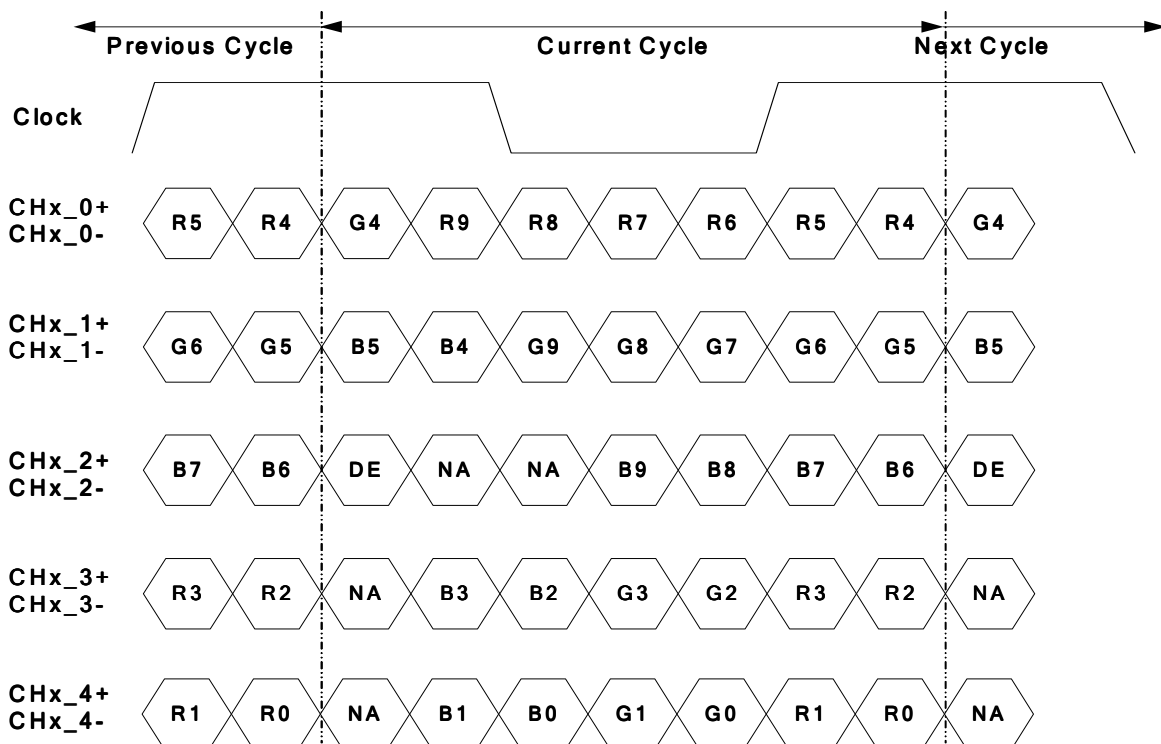 Previous Cycle Current Cycle Next Cycle
Clock
CHx_0+
CHx_0-
R5 R4 G4 R9 R8 R7 R6 R5 R4 G4
CHx_1+
CHx_1-
G6 G5 B5 B4 G9 G8 G7 G6 G5 B5
CHx_2+
CHx_2-
B7 B6 DE NA NA B9 B8 B7 B6 DE
CHx_3+
CHx_3-
R3 R2 NA B3 B2 G3 G2 R3 R2 NA
CHx_4+
CHx_4-
R1 R0 NA B1 B0 G1 G0 R1 R0 NA